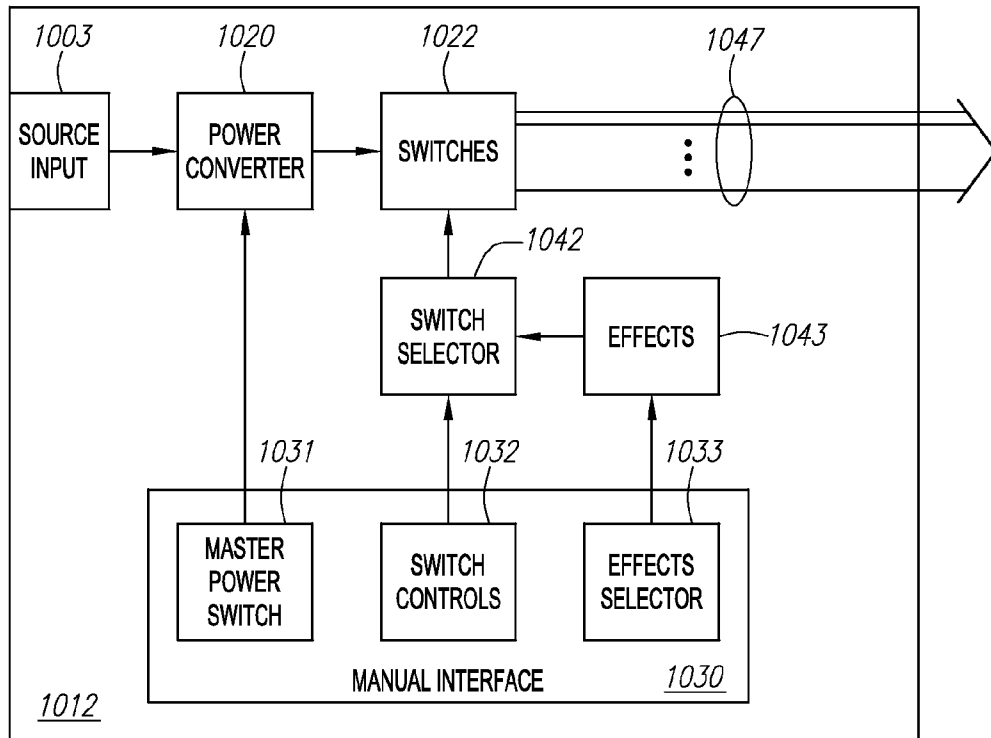 1003
1020
1022
1047
SOURCE
INPUT
POWER
CONVERTER
SWITCHES
1042
SWITCH
SELECTOR
EFFECTS
1043
1031
1032
1033
MASTER
POWER
SWITCH
SWITCH
CONTROLS
EFFECTS
SELECTOR
MANUAL INTERFACE
1030
1012